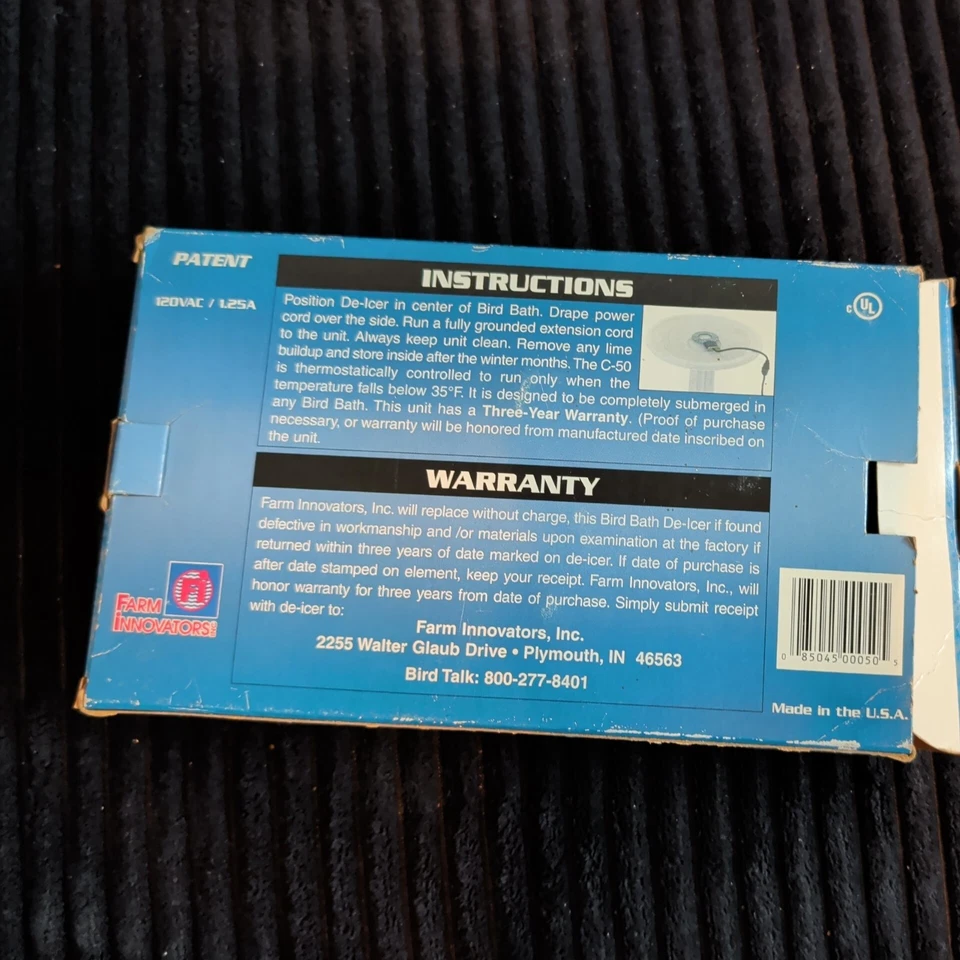 PATENT
120VAC / 1.25A
INSTRUCTIONS
Position De-Icer in center of Bird Bath. Drape power
cord over the side. Run a fully grounded extension cord
to the unit. Always keep unit clean. Remove any lime
buildup and store inside after the winter months. The C-50
is thermostatically controlled to run only when the
temperature falls below 35°F. It is designed to be completely submerged in
any Bird Bath. This unit has a Three-Year Warranty. (Proof of purchase
necessary, or warranty will be honored from manufactured date inscribed on
the unit.
c UL
WARRANTY
Farm Innovators, Inc. will replace without charge, this Bird Bath De-Icer if found
defective in workmanship and /or materials upon examination at the factory if
returned within three years of date marked on de-icer. If date of purchase is
after date stamped on element, keep your receipt. Farm Innovators, Inc., will
honor warranty for three years from date of purchase. Simply submit receipt
with de-icer to:
Farm Innovators, Inc.
2255 Walter Glaub Drive • Plymouth, IN 46563
Bird Talk: 800-277-8401
FARM
INNOVATORS
0 85045 00050 5
Made in the U.S.A.